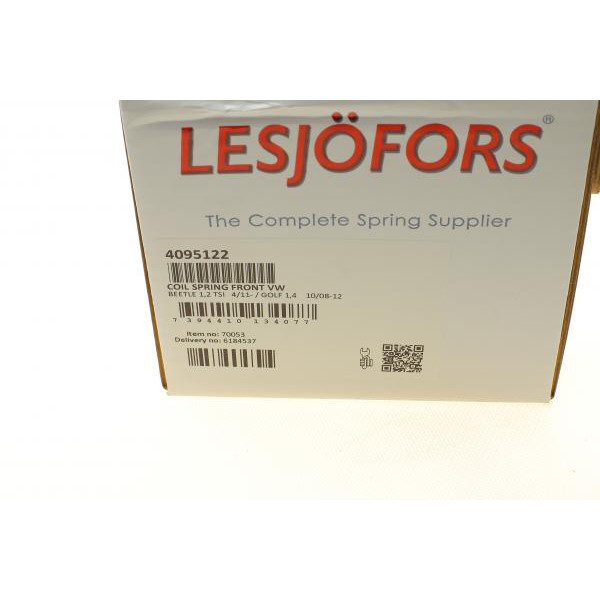 LESJÖFORS®
The Complete Spring Supplier
4095122
COIL SPRING FRONT VW
BEETLE 1,2 TSI 4/11- / GOLF 1,4 10/08-12
7 394410 134077
Item no: 70053
Delivery no: 6184537